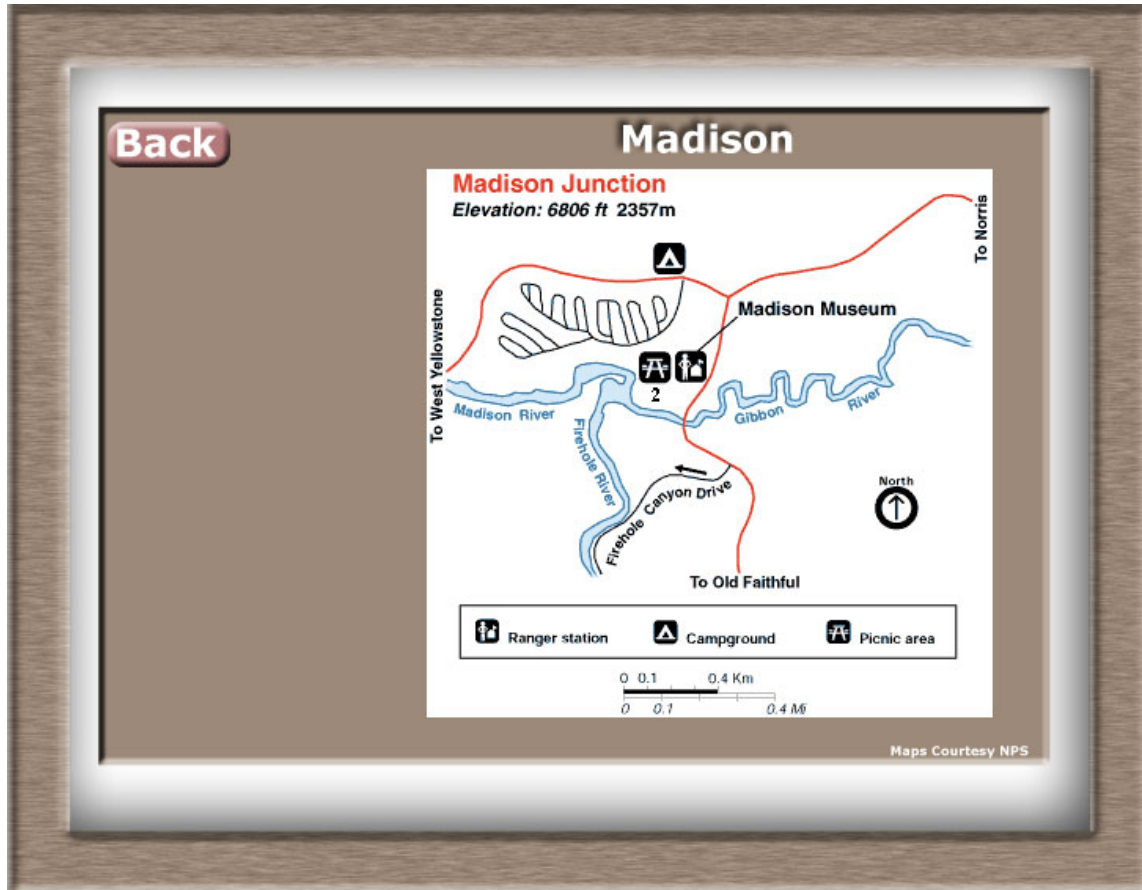 Back
Madison
Madison Junction
Elevation: 6806 ft 2357m
To Norris
To West Yellowstone
Madison Museum
2
Madison River
Gibbon River
Firehole River
Firehole Canyon Drive
North
To Old Faithful
Ranger station Campground Picnic area
0 0.1 0.4 Km
0 0.1 0.4 Mi
Maps Courtesy NPS